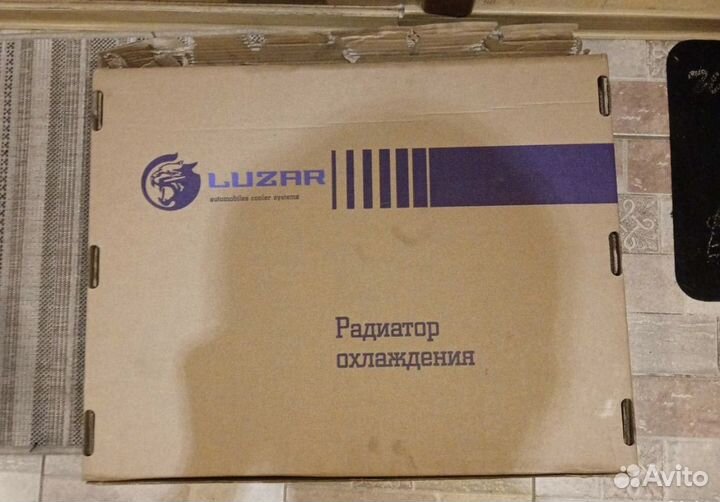 LUZAR
automobiles cooler systems
Радиатор
охлаждения
Avito